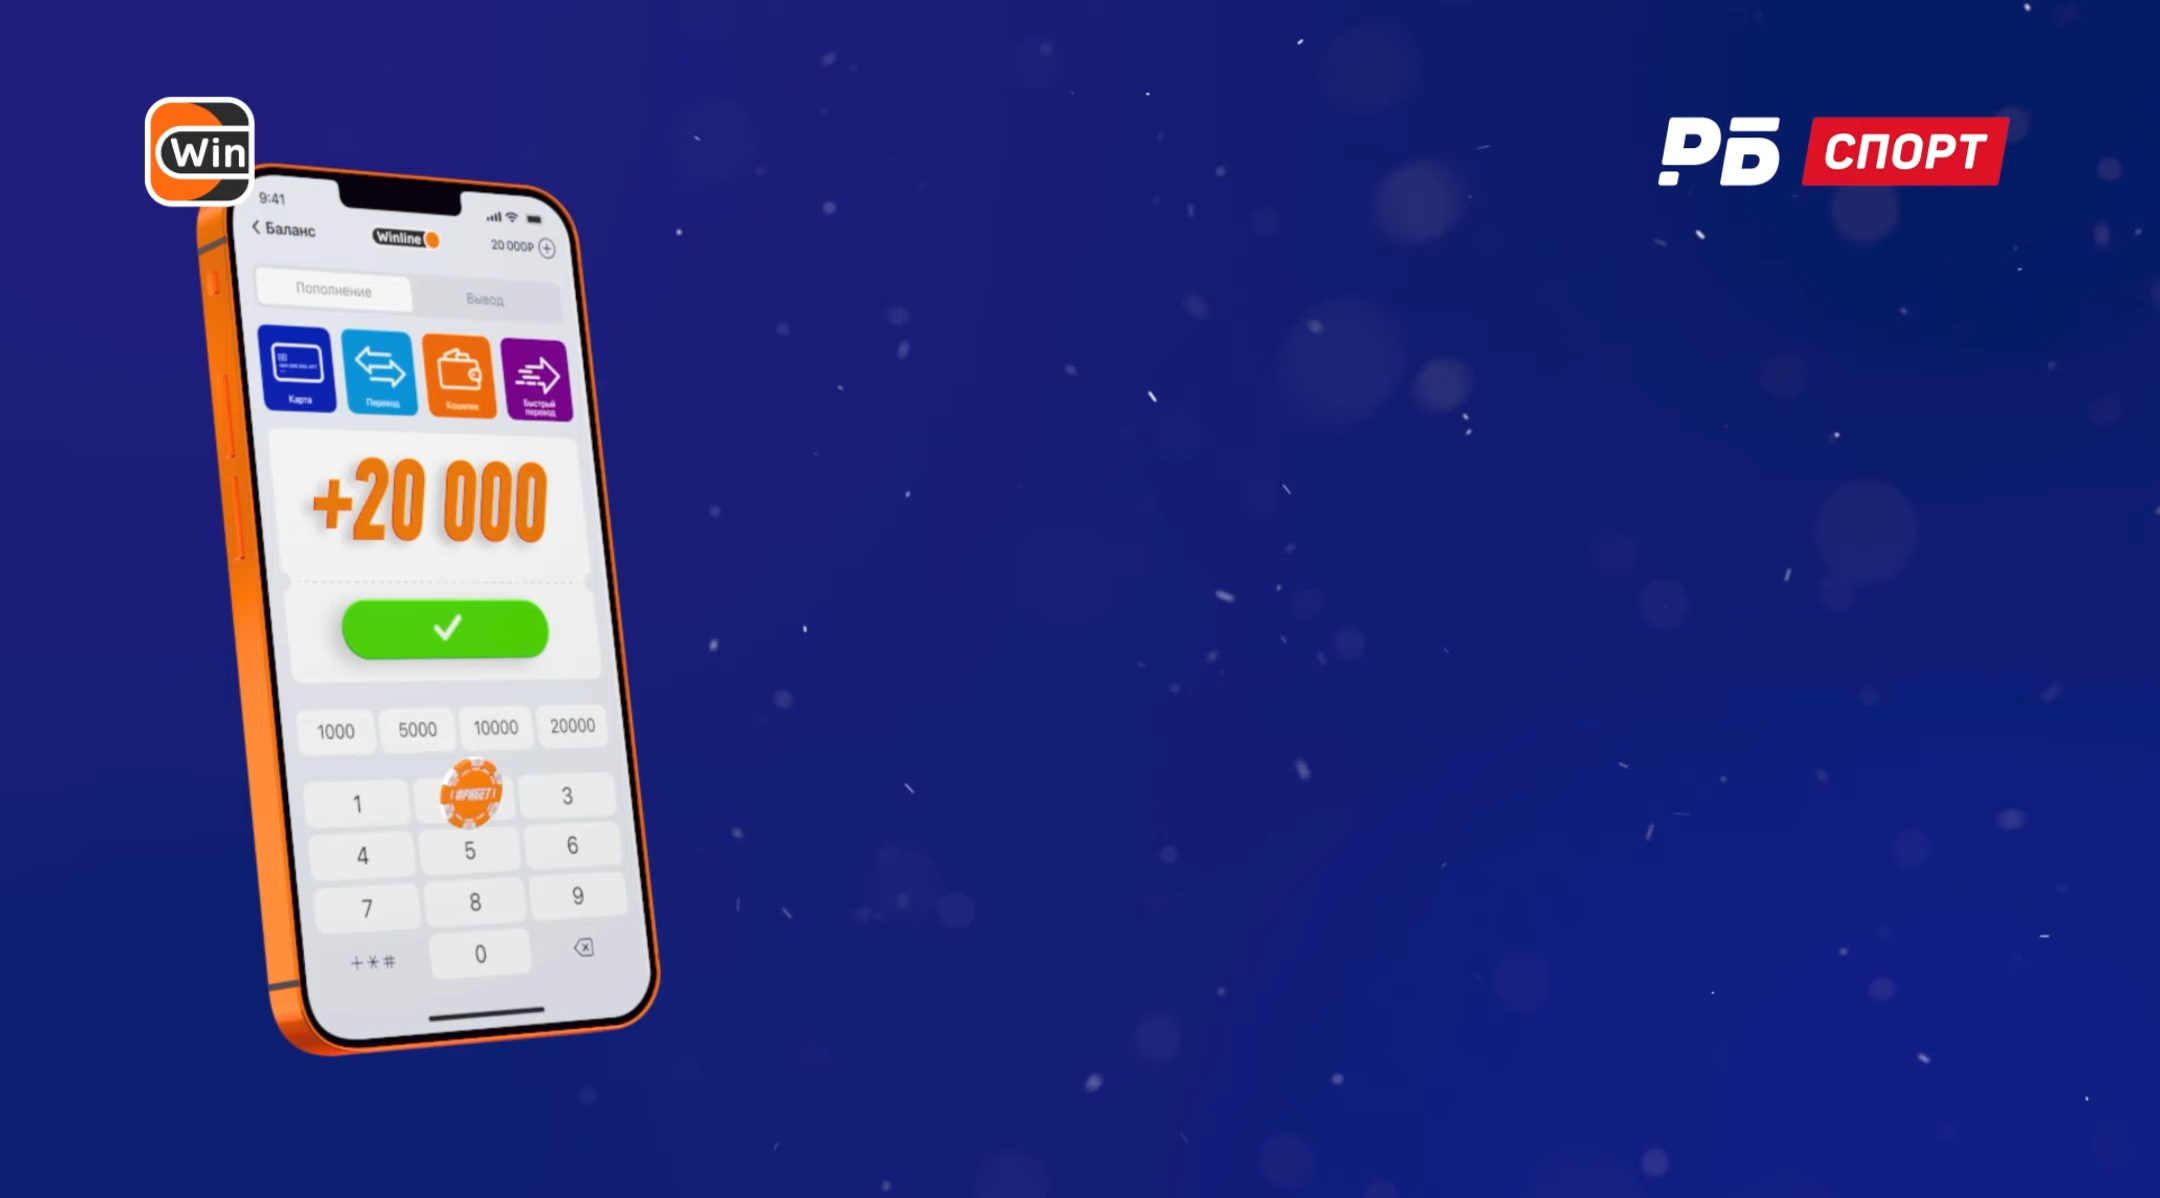 Win
РБ СПОРТ
9:41
Баланс
Winline
20 000₽
Пополнение
Вывод
Карта
Перевод
Кошелек
Быстрый
перевод
+20 000
1000
5000
10000
20000
1
ФРИБЕТ
3
4
5
6
7
8
9
+*#
0